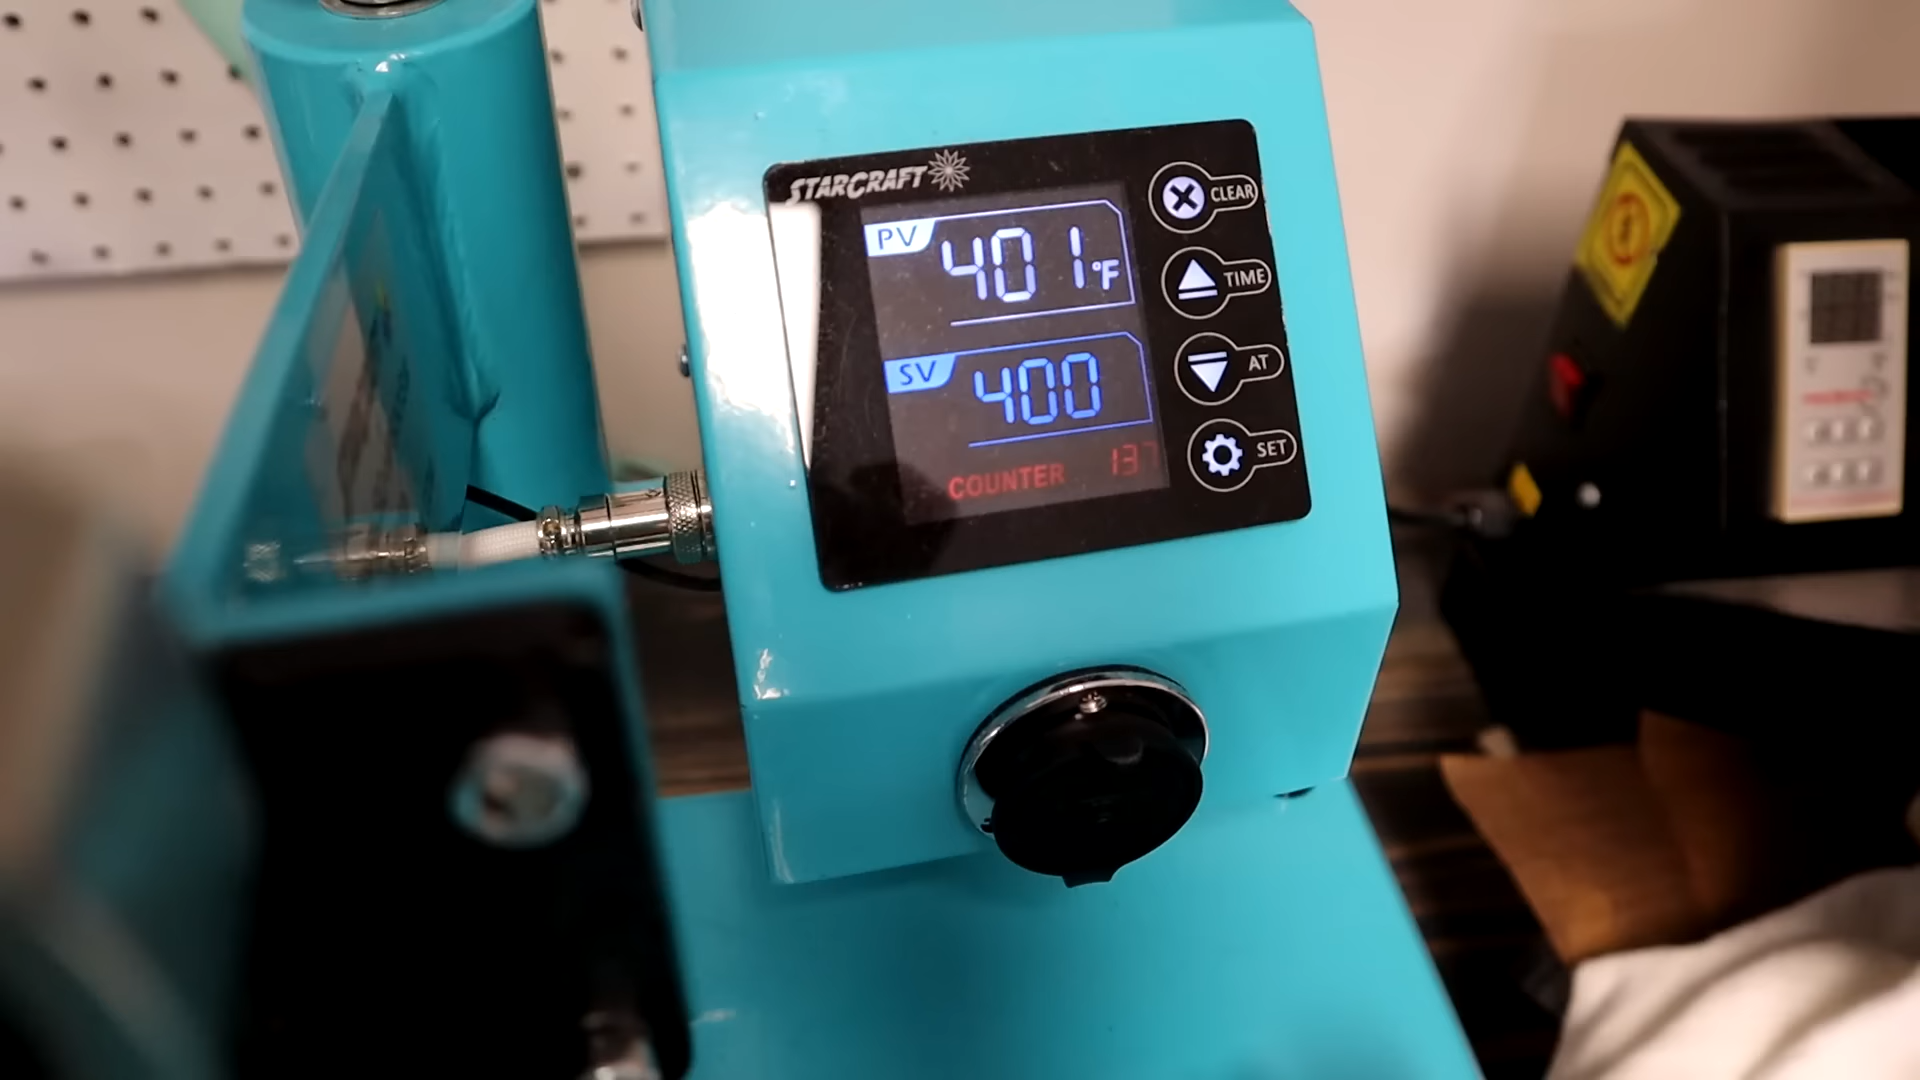 STARCRAFT
PV 401°F
SV 400
COUNTER 137
CLEAR
TIME
AT
SET